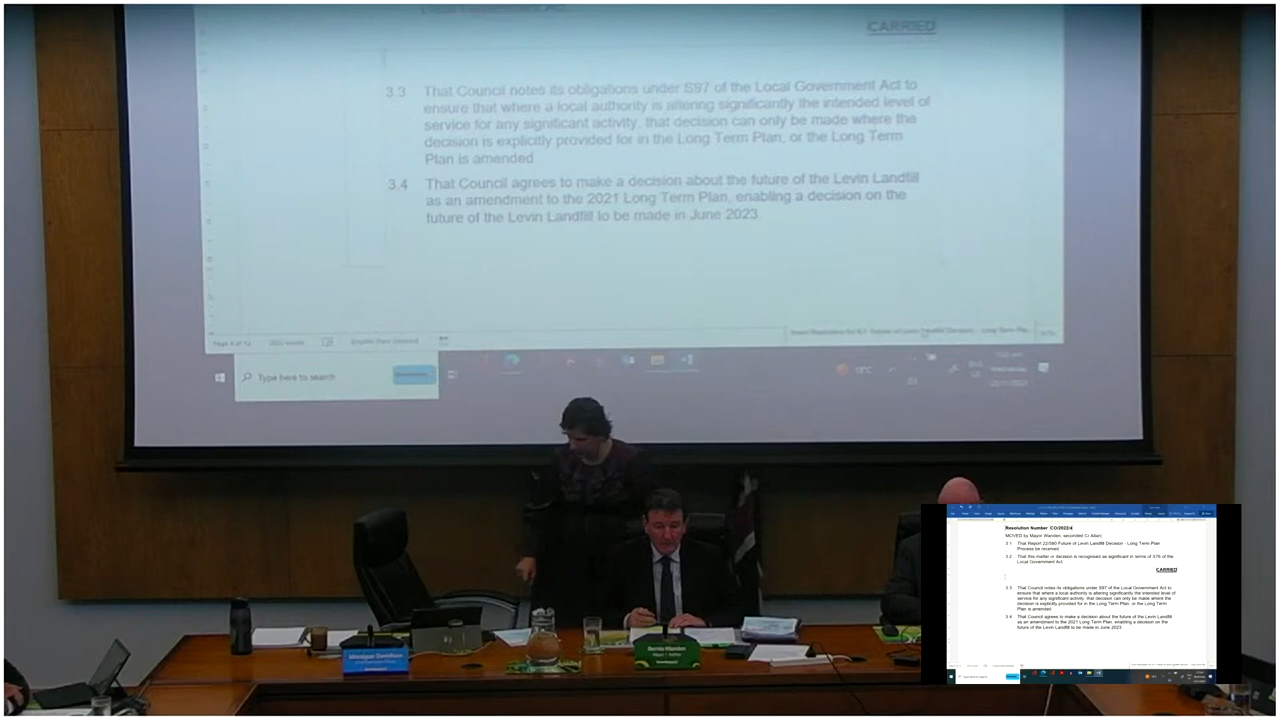 CARRIED
3.3 That Council notes its obligations under S97 of the Local Government Act to
ensure that where a local authority is altering significantly the intended level of
service for any significant activity, that decision can only be made where the
decision is explicitly provided for in the Long Term Plan, or the Long Term
Plan is amended
3.4 That Council agrees to make a decision about the future of the Levin Landfill
as an amendment to the 2021 Long Term Plan, enabling a decision on the
future of the Levin Landfill to be made in June 2023.
Type here to search
Resolution Number CO/2022/4
MOVED by Mayor Wanden, seconded Cr Allan:
3.1 That Report 22/580 Future of Levin Landfill Decision - Long Term Plan
Process be received
3.2 That this matter or decision is recognised as significant in terms of S76 of the
Local Government Act
CARRIED
3.3 That Council notes its obligations under S97 of the Local Government Act to
ensure that where a local authority is altering significantly the intended level of
service for any significant activity, that decision can only be made where the
decision is explicitly provided for in the Long Term Plan, or the Long Term
Plan is amended
3.4 That Council agrees to make a decision about the future of the Levin Landfill
as an amendment to the 2021 Long Term Plan, enabling a decision on the
future of the Levin Landfill to be made in June 2023.
Monique Davidson
Bernie Wanden